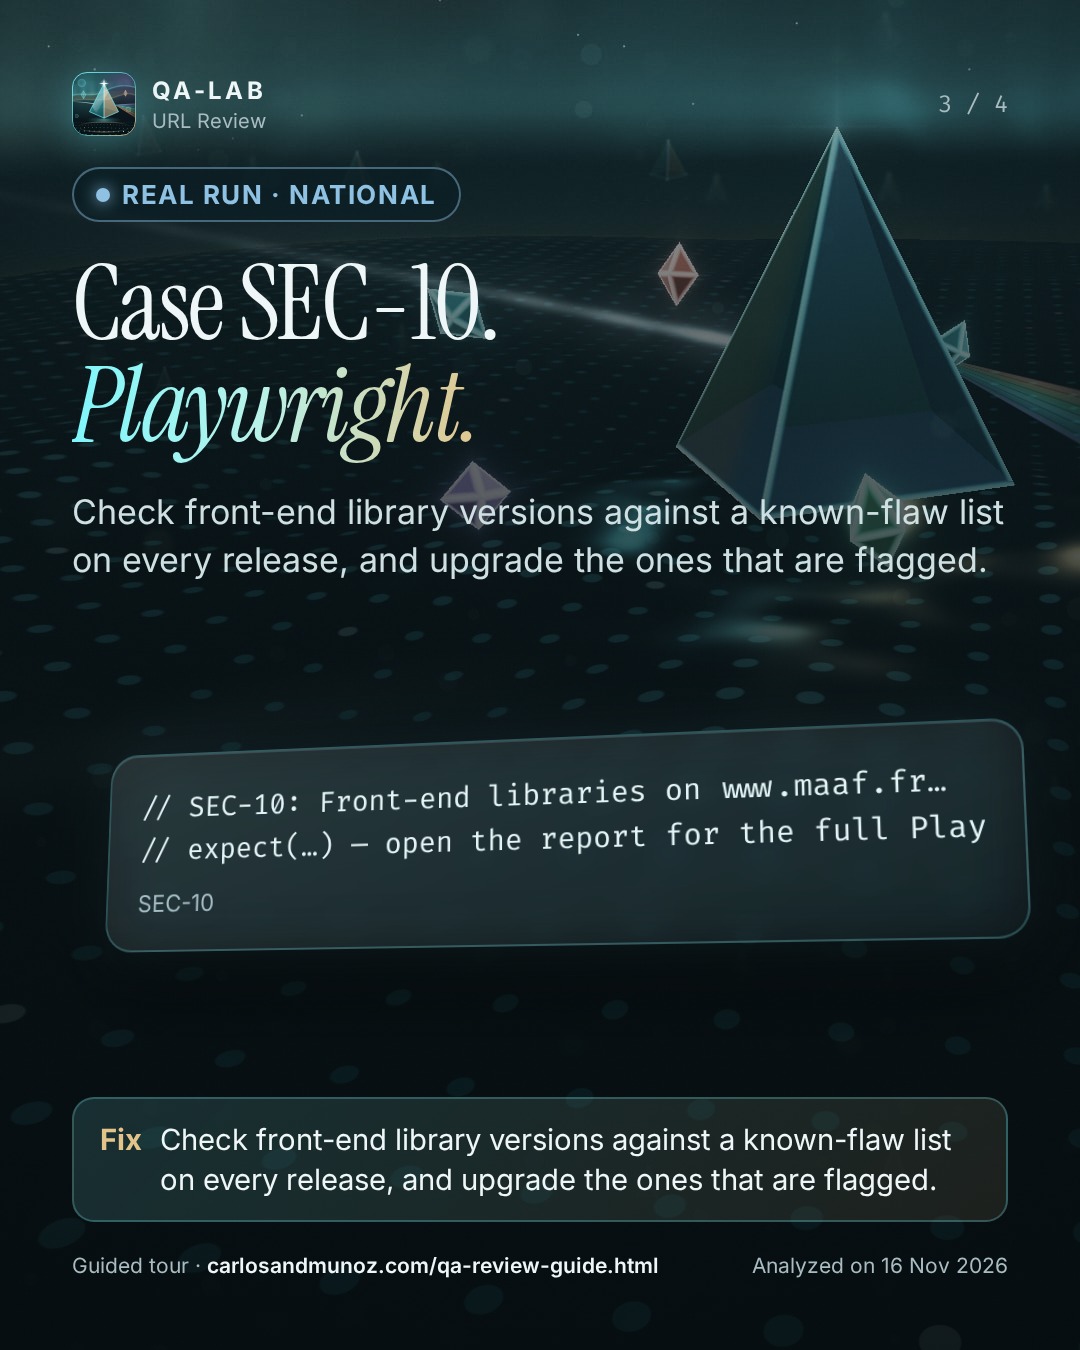 QA-LAB
URL Review
3 / 4
REAL RUN · NATIONAL
Case SEC-10.
Playwright.
Check front-end library versions against a known-flaw list
on every release, and upgrade the ones that are flagged.
// SEC-10: Front-end libraries on www.maaf.fr…
// expect(…) — open the report for the full Play
SEC-10
Fix Check front-end library versions against a known-flaw list
on every release, and upgrade the ones that are flagged.
Guided tour · carlosandmunoz.com/qa-review-guide.html
Analyzed on 16 Nov 2026